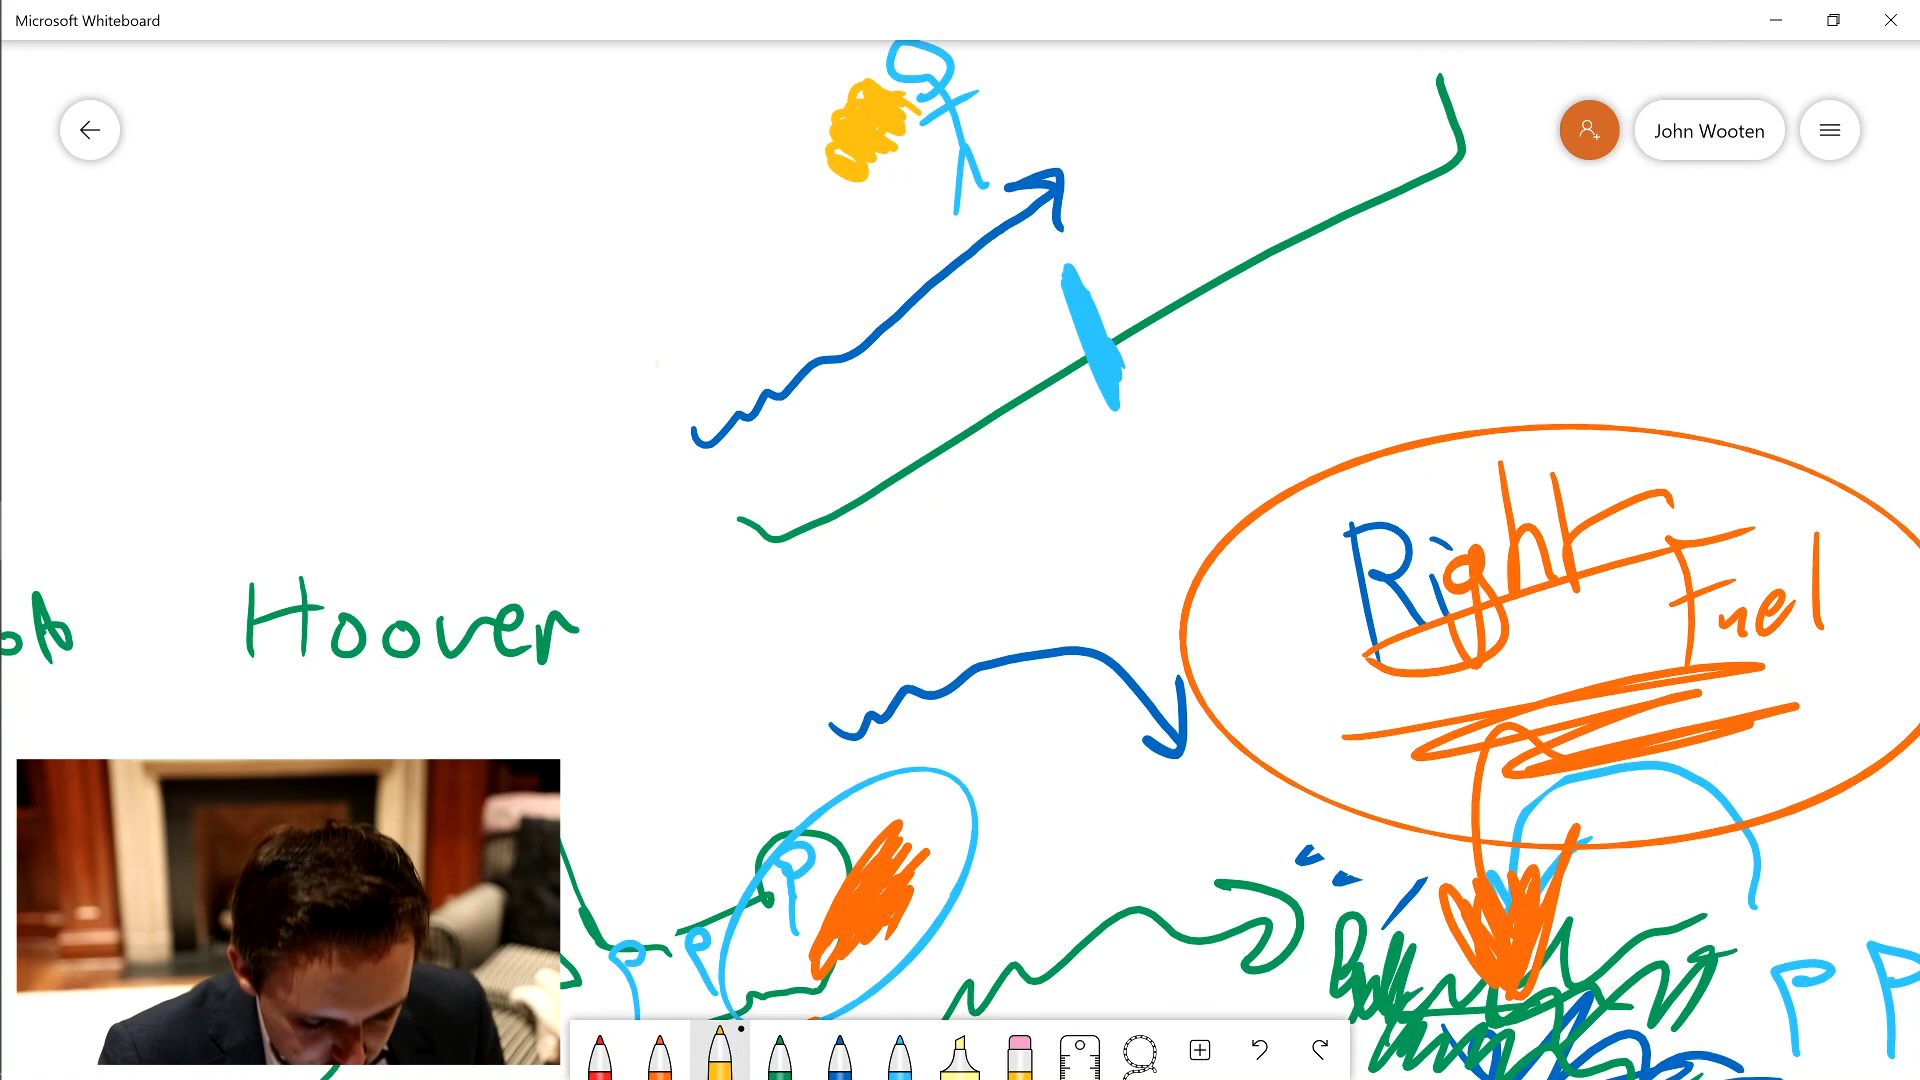 Microsoft Whiteboard
John Wooten
Right
Fuel
Hoover
P
P P
P P